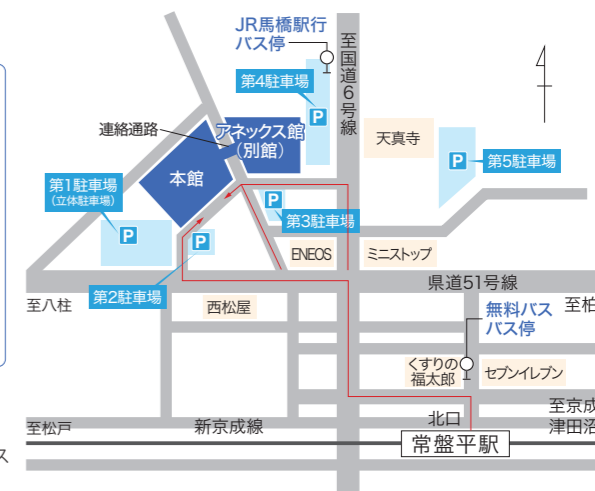 JR馬橋駅行
バス停
至国道6号線
第4駐車場
P
連絡通路
アネックス館
（別館）
天真寺
P
第5駐車場
本館
第1駐車場
（立体駐車場）
P
P
第3駐車場
P
第2駐車場
ENEOS
ミニストップ
県道51号線
至八柱
西松屋
無料バス
バス停
至柏
くすりの
福太郎
セブンイレブン
至京成
津田沼
北口
至松戸
新京成線
常盤平駅
ス